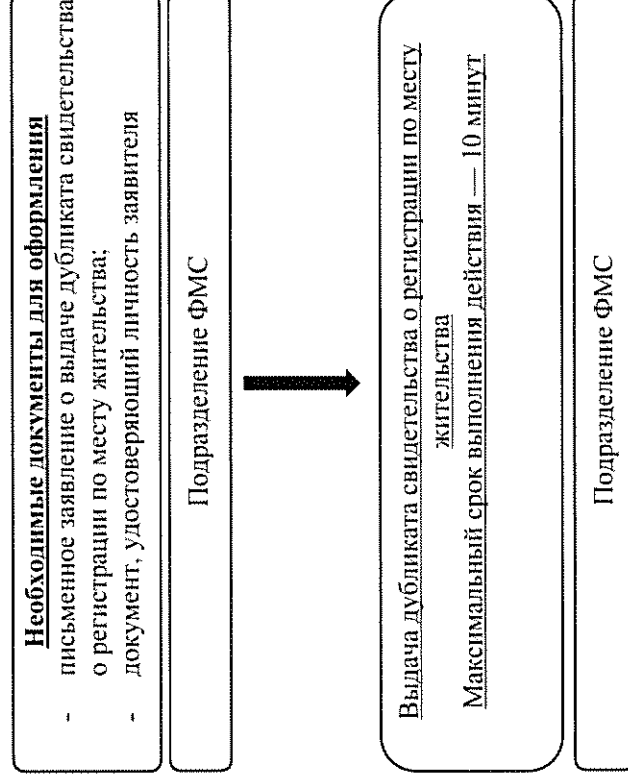 Необходимые документы для оформления
- письменное заявление о выдаче дубликата свидетельства
о регистрации по месту жительства;
- документ, удостоверяющий личность заявителя
Подразделение ФМС
Выдача дубликата свидетельства о регистрации по месту
жительства
Максимальный срок выполнения действия — 10 минут
Подразделение ФМС